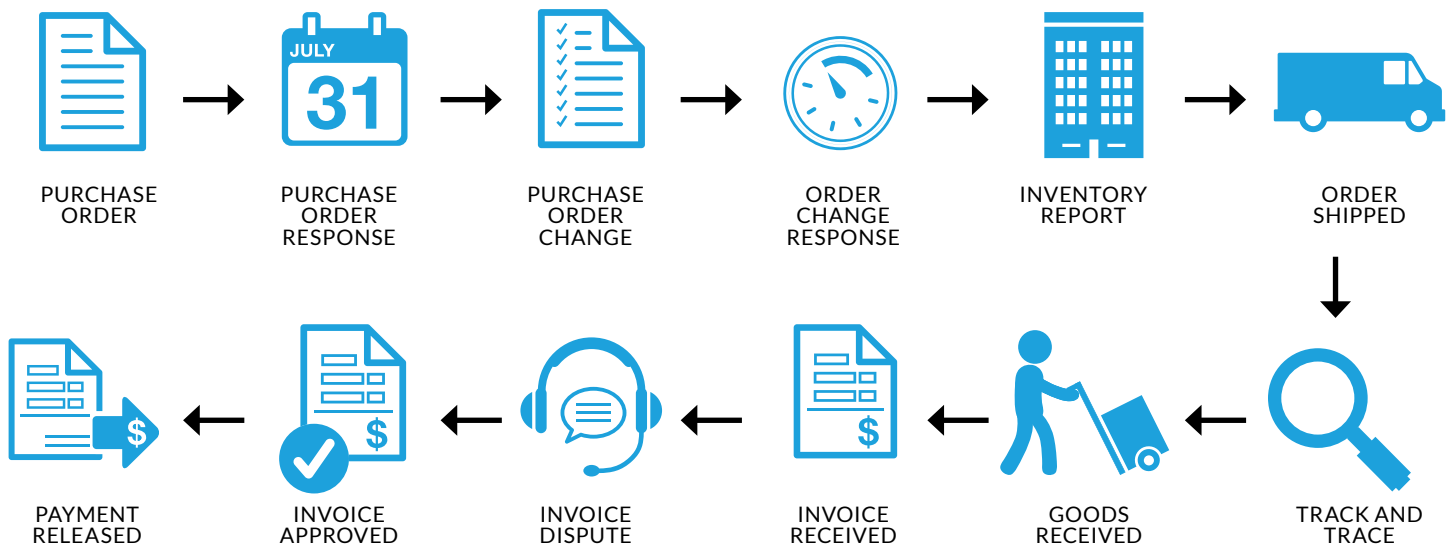 JULY
31
PURCHASE
ORDER
PURCHASE
ORDER
RESPONSE
PURCHASE
ORDER
CHANGE
ORDER
CHANGE
RESPONSE
INVENTORY
REPORT
ORDER
SHIPPED
$
PAYMENT
RELEASED
$
INVOICE
APPROVED
INVOICE
DISPUTE
$
INVOICE
RECEIVED
GOODS
RECEIVED
TRACK AND
TRACE